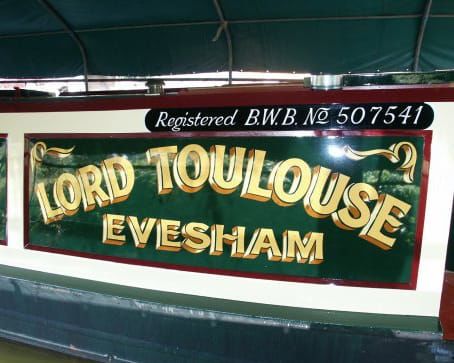 Registered B.W.B. No 507541
LORD TOULOUSE
EVESHAM